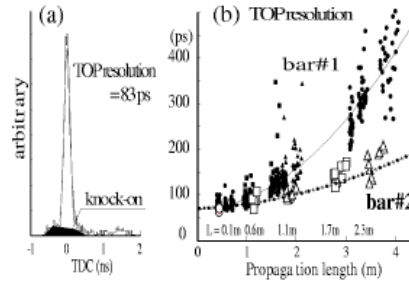 (a)
TOP resolution
=83ps
knock-on
arbitrary
-1 0 1 2
TDC (ns)
(b) TOP resolution
(ps)
bar#1
400
300
200
100
0
bar#2
L = 0.1m 0.6m 1.1m 1.7m 2.3m
0 1 2 3 4
Propagation length (m)